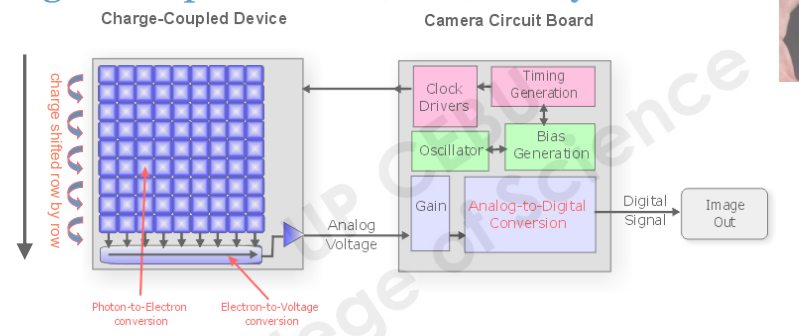 Charge-Coupled Device
Camera Circuit Board
charge shifted row by row
Clock
Drivers
Timing
Generation
Oscillator
Bias
Generation
Gain
Analog-to-Digital
Conversion
Analog
Voltage
Digital
Signal
Image
Out
Photon-to-Electron
conversion
Electron-to-Voltage
conversion
UP CEBU
College of Science